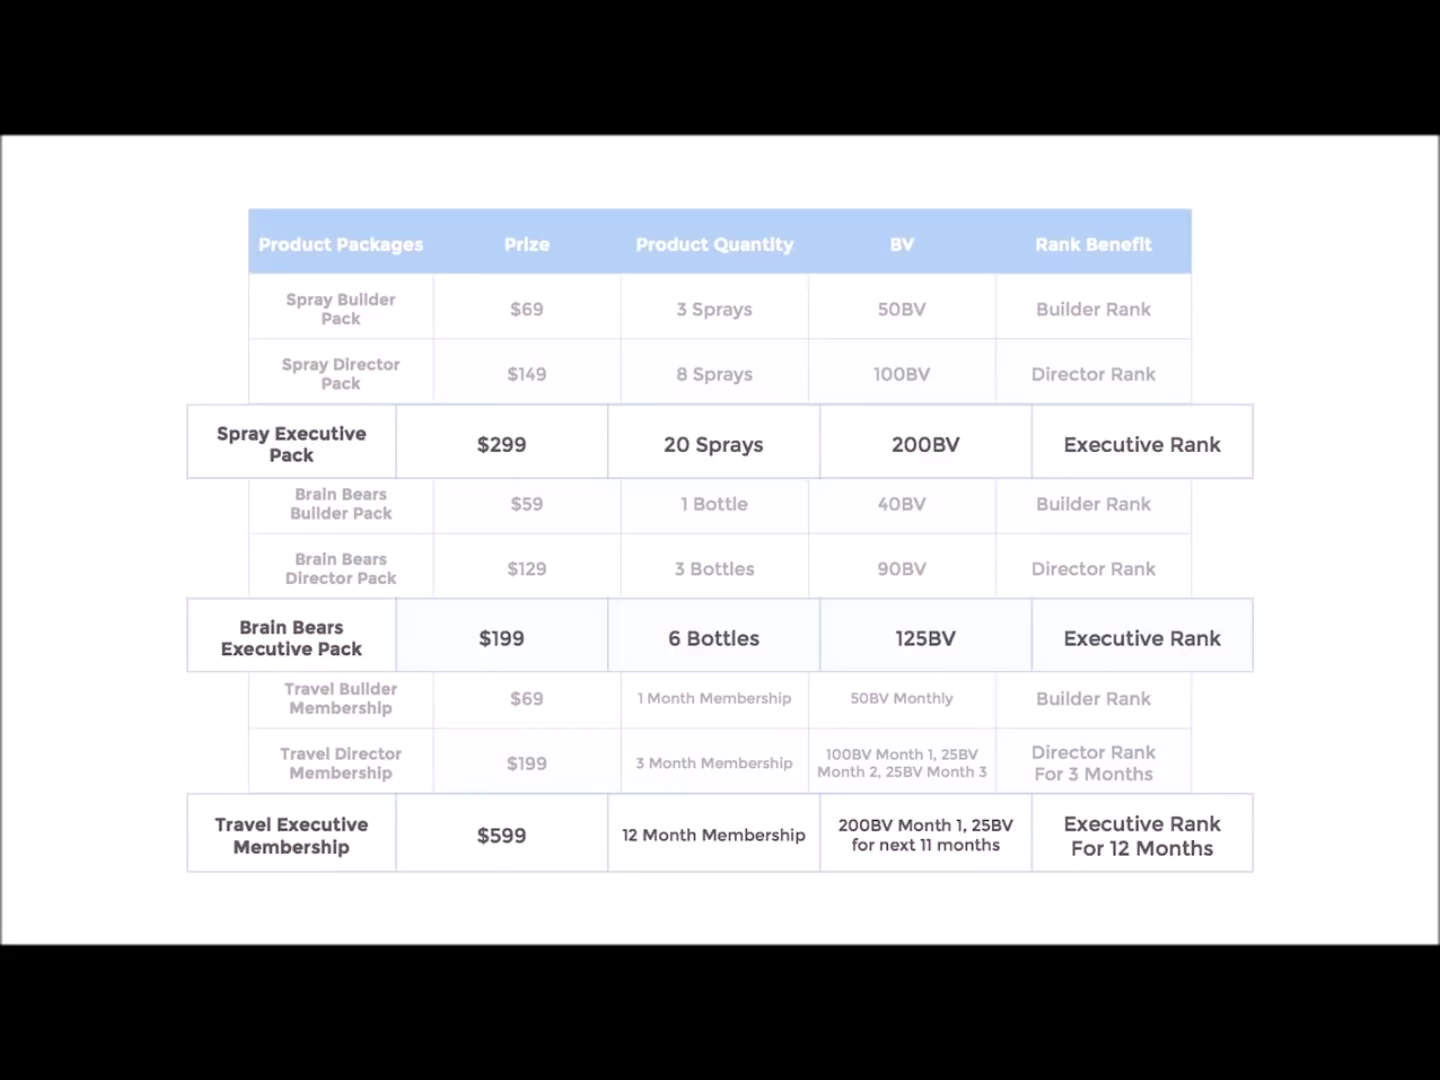 Product Packages Prize Product Quantity BV Rank Benefit
Spray Builder
Pack
$69 3 Sprays 50BV Builder Rank
Spray Director
Pack
$149 8 Sprays 100BV Director Rank
Spray Executive
Pack
$299 20 Sprays 200BV Executive Rank
Brain Bears
Builder Pack
$59 1 Bottle 40BV Builder Rank
Brain Bears
Director Pack
$129 3 Bottles 90BV Director Rank
Brain Bears
Executive Pack
$199 6 Bottles 125BV Executive Rank
Travel Builder
Membership
$69 1 Month Membership 50BV Monthly Builder Rank
Travel Director
Membership
$199 3 Month Membership
100BV Month 1, 25BV
Month 2, 25BV Month 3
Director Rank
For 3 Months
Travel Executive
Membership
$599 12 Month Membership
200BV Month 1, 25BV
for next 11 months
Executive Rank
For 12 Months